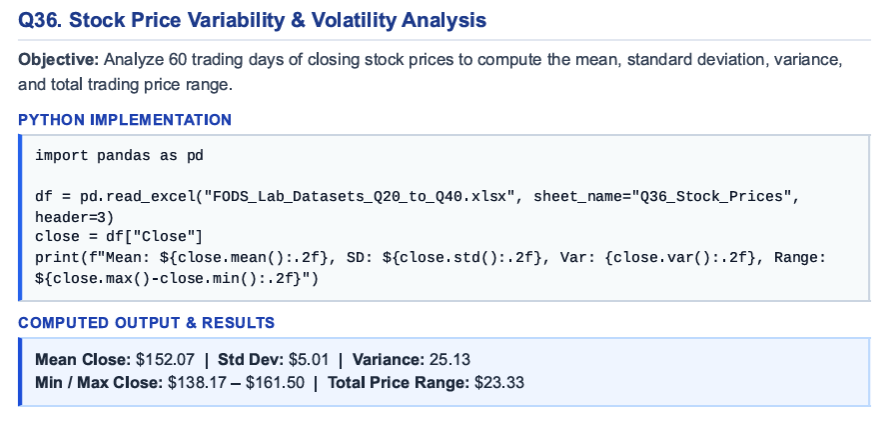 Q36. Stock Price Variability & Volatility Analysis
Objective: Analyze 60 trading days of closing stock prices to compute the mean, standard deviation, variance,
and total trading price range.
PYTHON IMPLEMENTATION
import pandas as pd
df = pd.read_excel("FODS_Lab_Datasets_Q20_to_Q40.xlsx", sheet_name="Q36_Stock_Prices",
header=3)
close = df["Close"]
print(f"Mean: ${close.mean():.2f}, SD: ${close.std():.2f}, Var: {close.var():.2f}, Range:
${close.max()-close.min():.2f}")
COMPUTED OUTPUT & RESULTS
Mean Close: $152.07 | Std Dev: $5.01 | Variance: 25.13
Min / Max Close: $138.17 – $161.50 | Total Price Range: $23.33